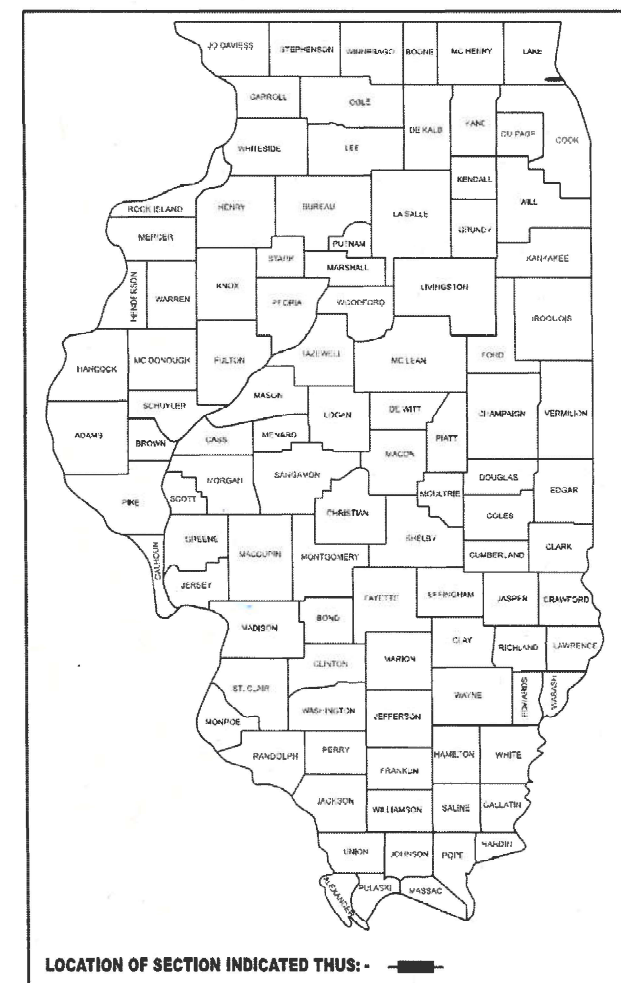 JO DAVIESS STEPHENSON WINNEBAGO BOONE MC HENRY LAKE
CARROLL OGLE DE KALB KANE DU PAGE COOK
WHITESIDE LEE
KENDALL
WILL
ROCK ISLAND HENRY BUREAU LA SALLE GRUNDY
MERCER PUTNAM
STARK MARSHALL KANKAKEE
HENDERSON WARREN KNOX PEORIA WOODFORD LIVINGSTON IROQUOIS
HANCOCK MC DONOUGH FULTON TAZEWELL MC LEAN FORD
SCHUYLER MASON LOGAN DE WITT CHAMPAIGN VERMILION
ADAMS BROWN CASS MENARD PIATT
MACON
MORGAN SANGAMON DOUGLAS
PIKE SCOTT CHRISTIAN MOULTRIE EDGAR
COLES
CALHOUN GREENE MACOUPIN MONTGOMERY SHELBY CUMBERLAND CLARK
JERSEY FAYETTE EFFINGHAM JASPER CRAWFORD
MADISON BOND
CLAY RICHLAND LAWRENCE
CLINTON MARION
ST. CLAIR WAYNE EDWARDS WABASH
MONROE WASHINGTON JEFFERSON
RANDOLPH PERRY HAMILTON WHITE
FRANKLIN
JACKSON WILLIAMSON SALINE GALLATIN
UNION JOHNSON POPE HARDIN
ALEXANDER PULASKI MASSAC
LOCATION OF SECTION INDICATED THUS: -